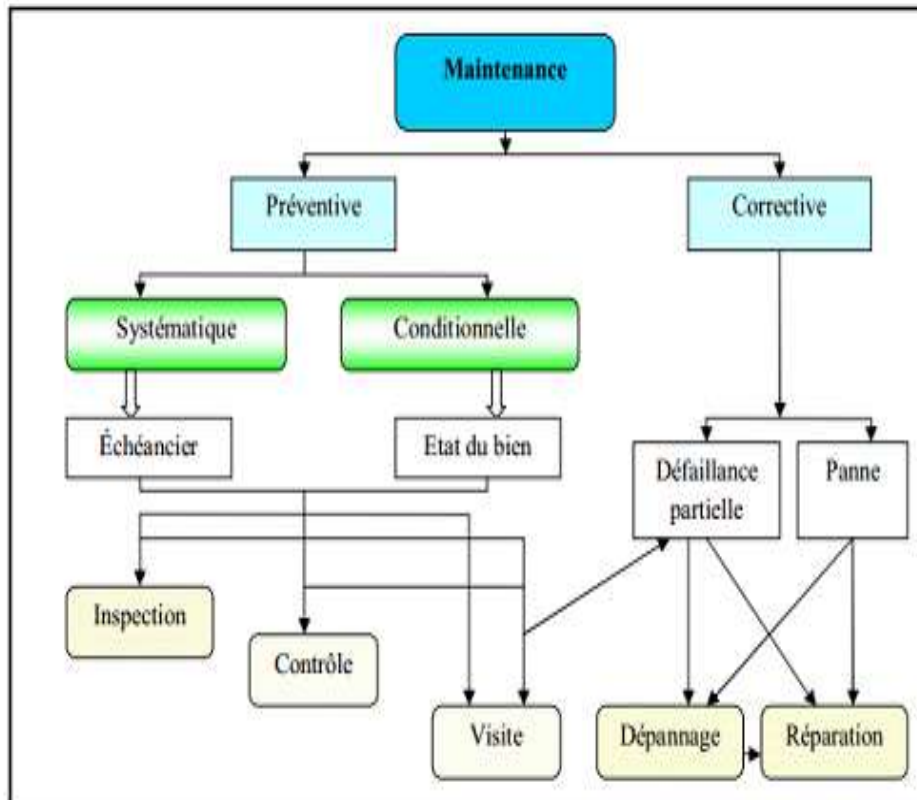 Maintenance
Préventive
Corrective
Systématique
Conditionnelle
Échéancier
Etat du bien
Défaillance
partielle
Panne
Inspection
Contrôle
Visite
Dépannage
Réparation